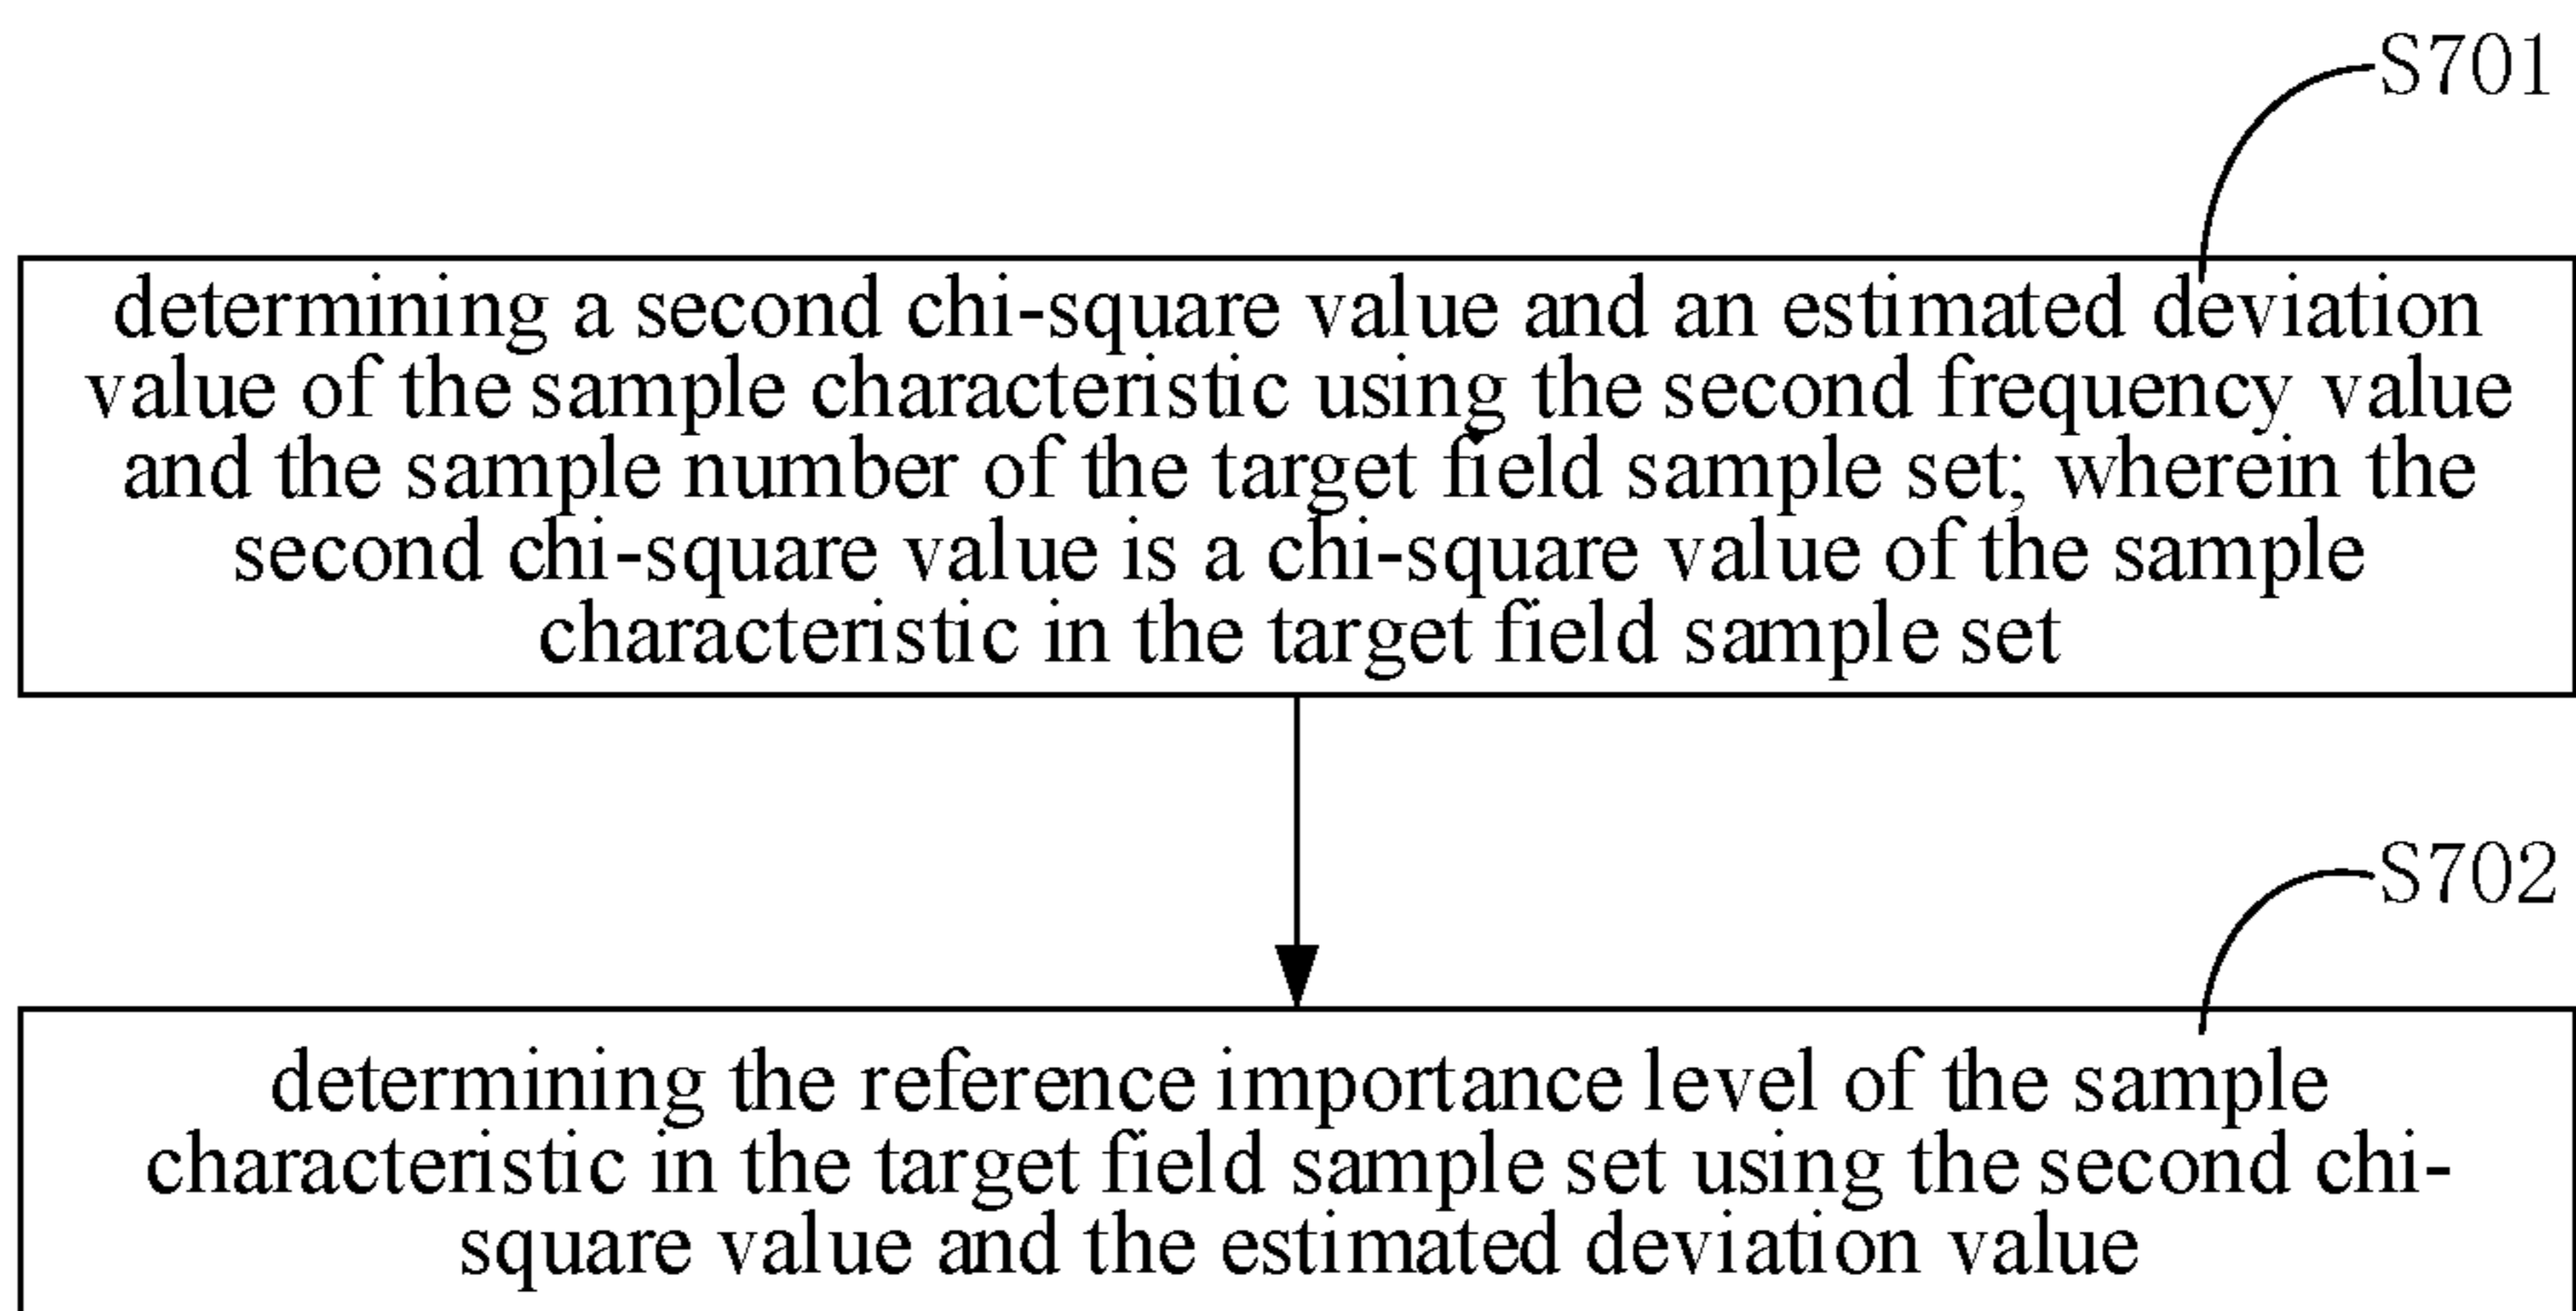 S701
determining a second chi-square value and an estimated deviation
value of the sample characteristic using the second frequency value
and the sample number of the target field sample set; wherein the
second chi-square value is a chi-square value of the sample
characteristic in the target field sample set
S702
determining the reference importance level of the sample
characteristic in the target field sample set using the second chi-
square value and the estimated deviation value